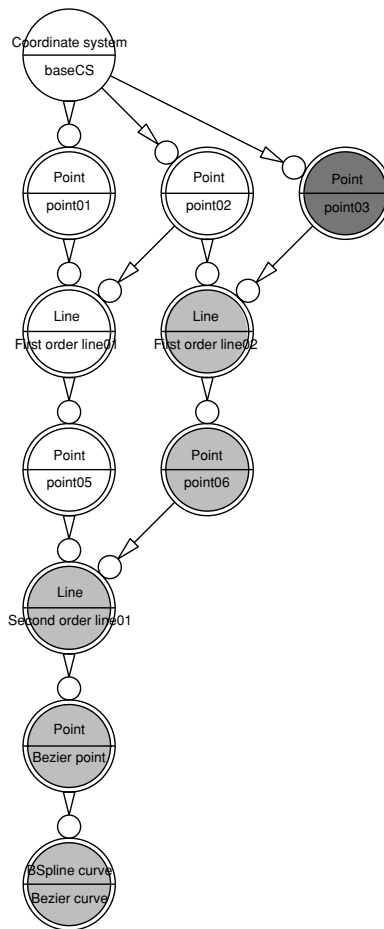 Coordinate system
baseCS
Point
point01
Point
point02
Point
point03
Line
First order line01
Line
First order line02
Point
point05
Point
point06
Line
Second order line01
Point
Bezier point
BSpline curve
Bezier curve